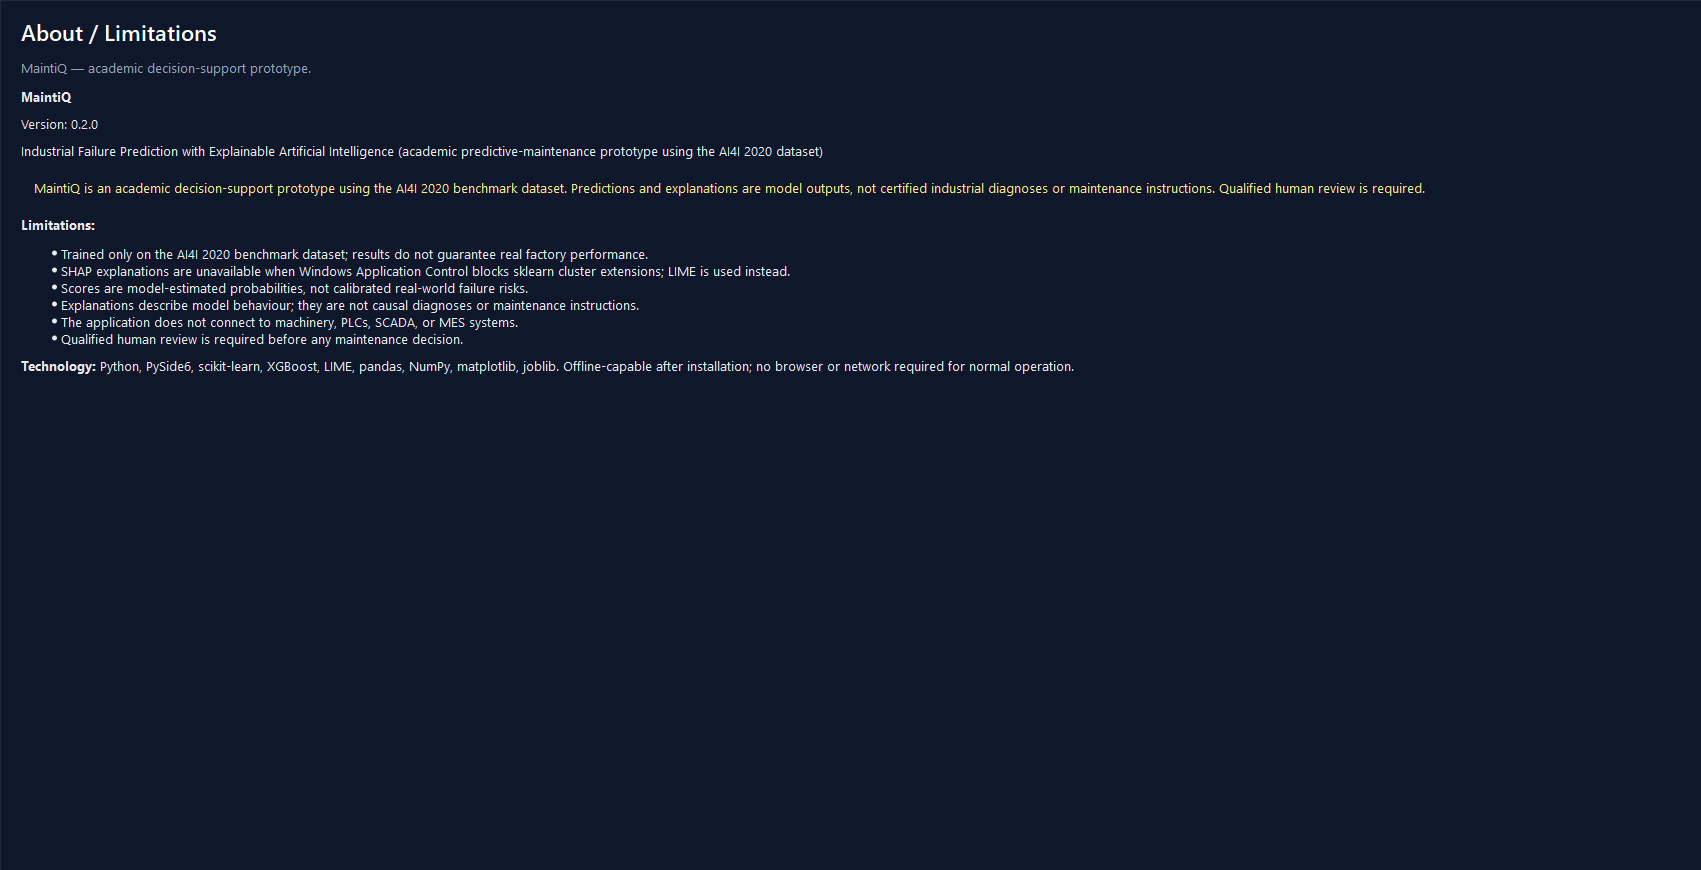 About / Limitations
MaintiQ — academic decision-support prototype.
MaintiQ
Version: 0.2.0
Industrial Failure Prediction with Explainable Artificial Intelligence (academic predictive-maintenance prototype using the AI4I 2020 dataset)
MaintiQ is an academic decision-support prototype using the AI4I 2020 benchmark dataset. Predictions and explanations are model outputs, not certified industrial diagnoses or maintenance instructions. Qualified human review is required.
Limitations:
• Trained only on the AI4I 2020 benchmark dataset; results do not guarantee real factory performance.
• SHAP explanations are unavailable when Windows Application Control blocks sklearn cluster extensions; LIME is used instead.
• Scores are model-estimated probabilities, not calibrated real-world failure risks.
• Explanations describe model behaviour; they are not causal diagnoses or maintenance instructions.
• The application does not connect to machinery, PLCs, SCADA, or MES systems.
• Qualified human review is required before any maintenance decision.
Technology: Python, PySide6, scikit-learn, XGBoost, LIME, pandas, NumPy, matplotlib, joblib. Offline-capable after installation; no browser or network required for normal operation.